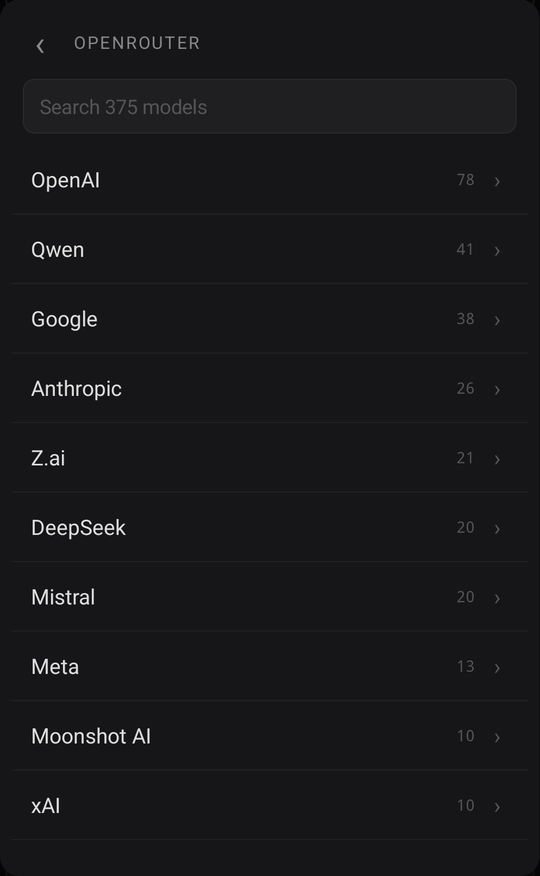 ‹ OPENROUTER
Search 375 models
OpenAI 78 ›
Qwen 41 ›
Google 38 ›
Anthropic 26 ›
Z.ai 21 ›
DeepSeek 20 ›
Mistral 20 ›
Meta 13 ›
Moonshot AI 10 ›
xAI 10 ›